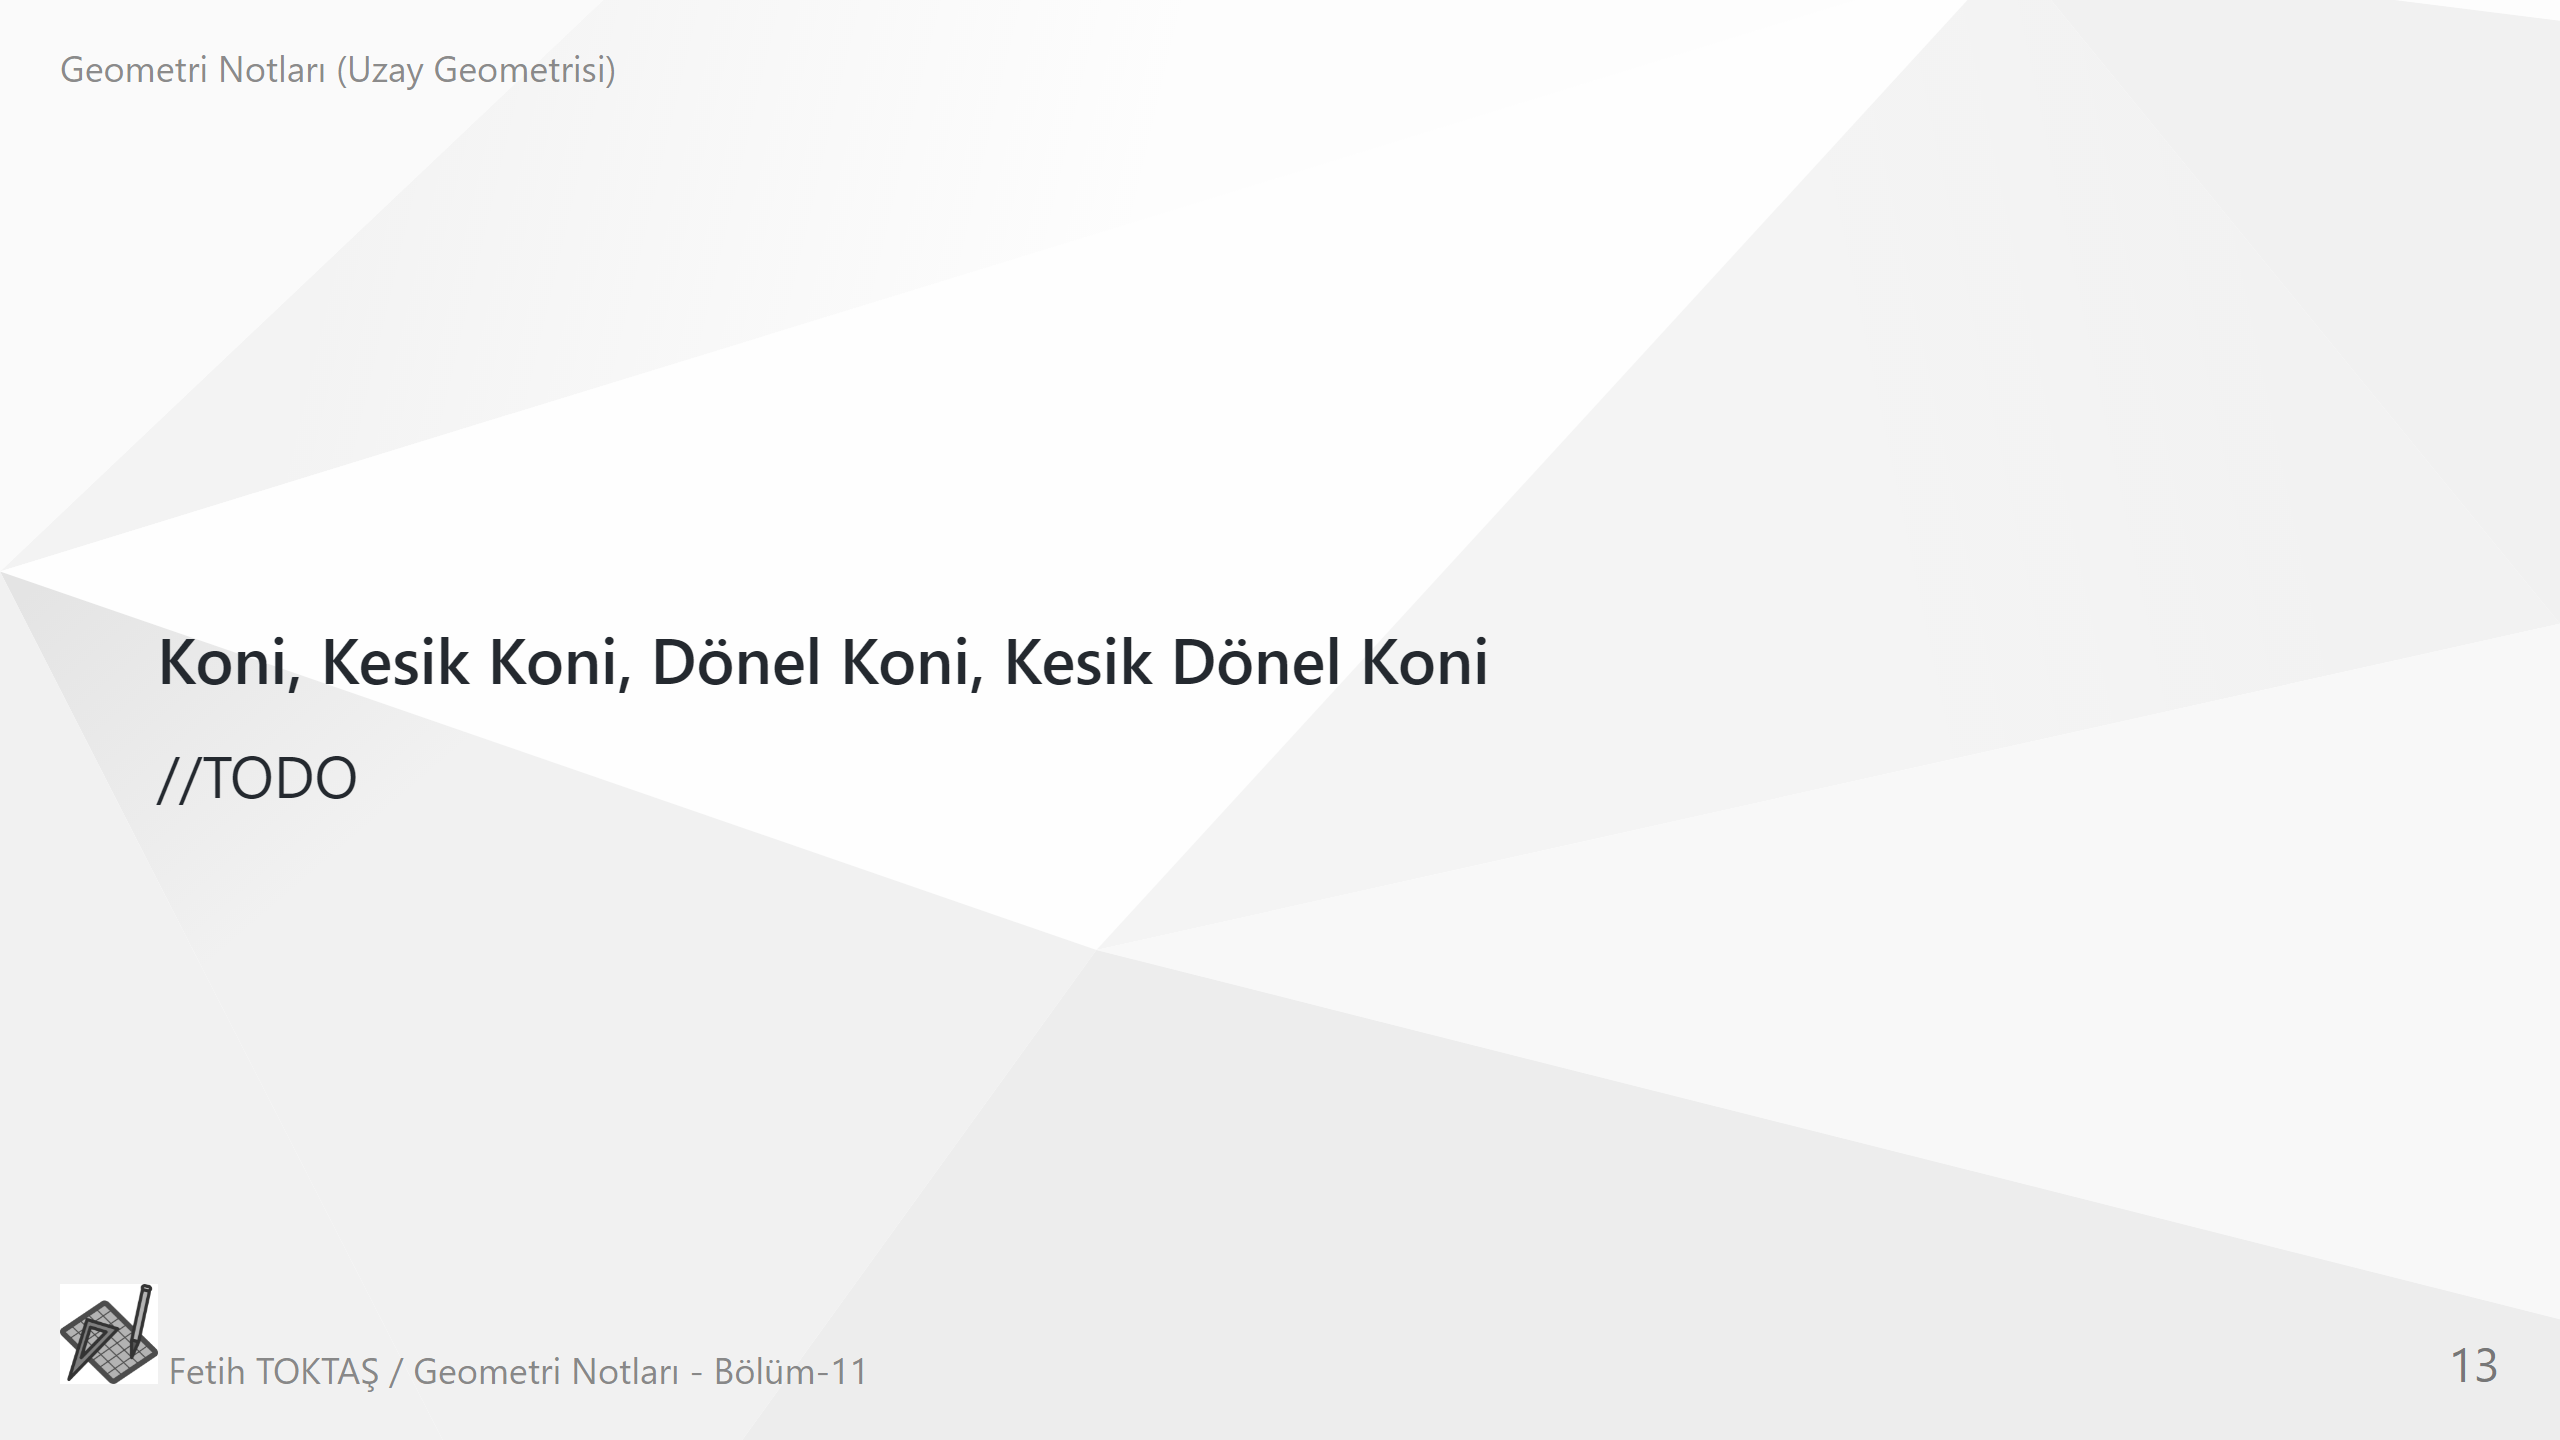 Geometri Notları (Uzay Geometrisi)
Koni, Kesik Koni, Dönel Koni, Kesik Dönel Koni
//TODO
Fetih TOKTAŞ / Geometri Notları - Bölüm-11
13